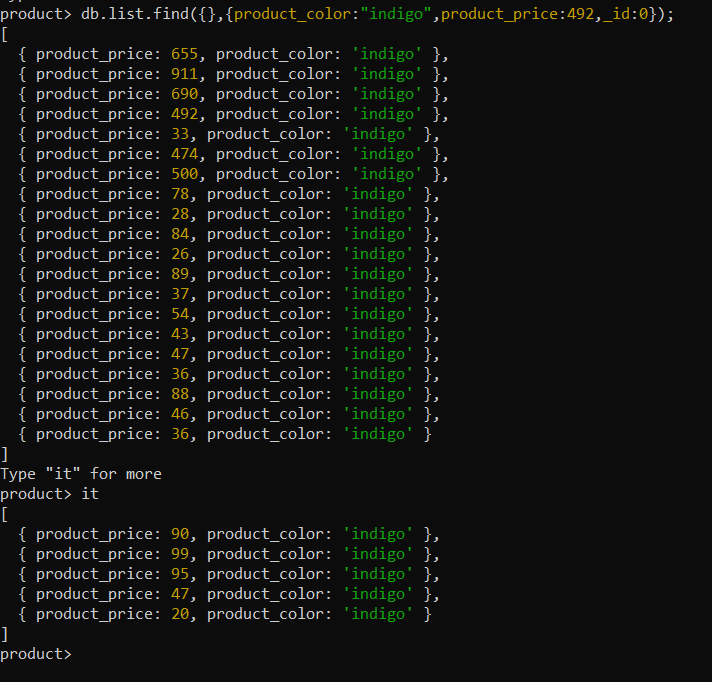 product> db.list.find({},{product_color:"indigo",product_price:492,_id:0});
[
  { product_price: 655, product_color: 'indigo' },
  { product_price: 911, product_color: 'indigo' },
  { product_price: 690, product_color: 'indigo' },
  { product_price: 492, product_color: 'indigo' },
  { product_price: 33, product_color: 'indigo' },
  { product_price: 474, product_color: 'indigo' },
  { product_price: 500, product_color: 'indigo' },
  { product_price: 78, product_color: 'indigo' },
  { product_price: 28, product_color: 'indigo' },
  { product_price: 84, product_color: 'indigo' },
  { product_price: 26, product_color: 'indigo' },
  { product_price: 89, product_color: 'indigo' },
  { product_price: 37, product_color: 'indigo' },
  { product_price: 54, product_color: 'indigo' },
  { product_price: 43, product_color: 'indigo' },
  { product_price: 47, product_color: 'indigo' },
  { product_price: 36, product_color: 'indigo' },
  { product_price: 88, product_color: 'indigo' },
  { product_price: 46, product_color: 'indigo' },
  { product_price: 36, product_color: 'indigo' }
]
Type "it" for more
product> it
[
  { product_price: 90, product_color: 'indigo' },
  { product_price: 99, product_color: 'indigo' },
  { product_price: 95, product_color: 'indigo' },
  { product_price: 47, product_color: 'indigo' },
  { product_price: 20, product_color: 'indigo' }
]
product>